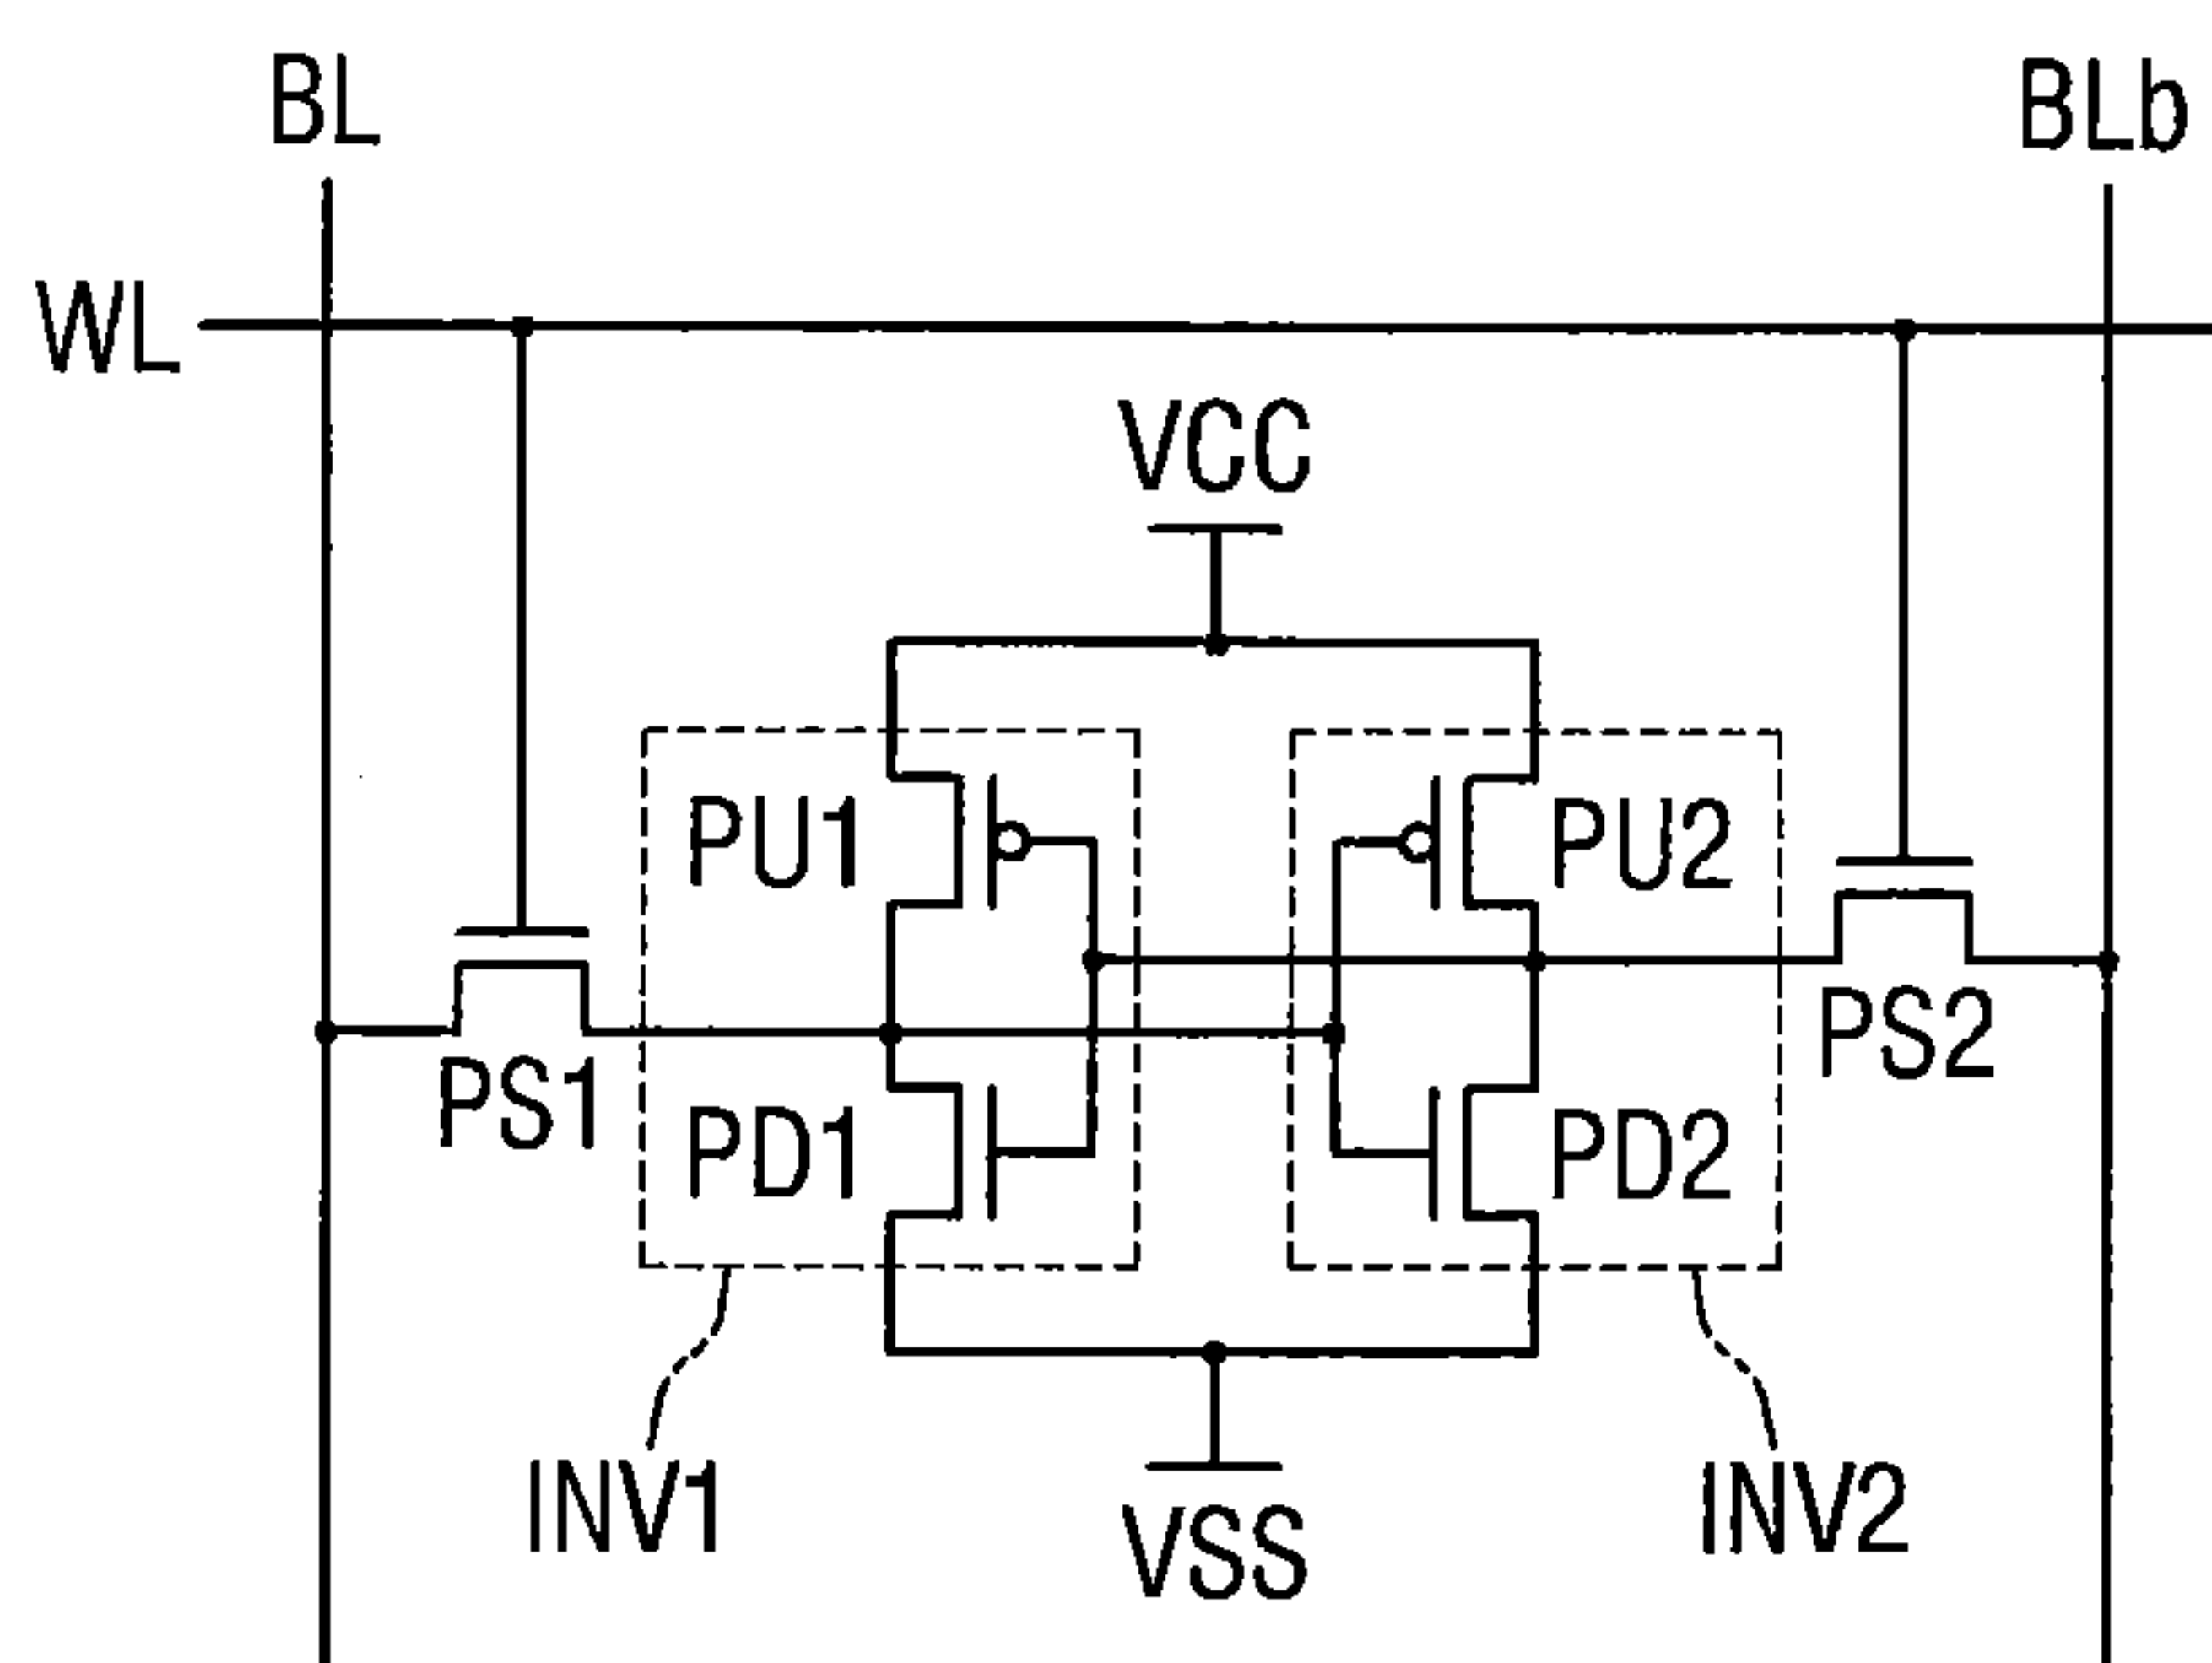 BL
BLb
WL
VCC
PU1
PU2
PS1
PS2
PD1
PD2
INV1
INV2
VSS